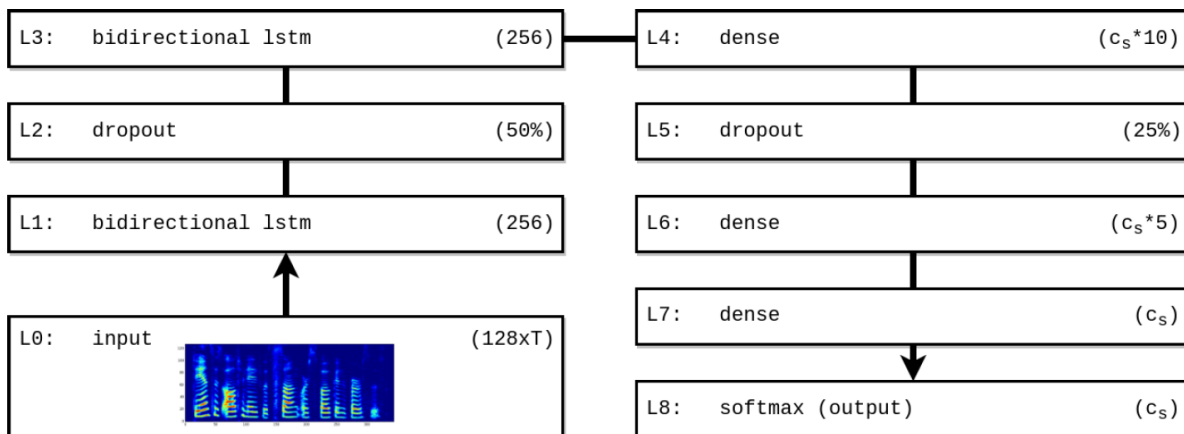 L3: bidirectional lstm (256)
L2: dropout (50%)
L1: bidirectional lstm (256)
L0: input (128xT)
L4: dense (cₛ*10)
L5: dropout (25%)
L6: dense (cₛ*5)
L7: dense (cₛ)
L8: softmax (output) (cₛ)